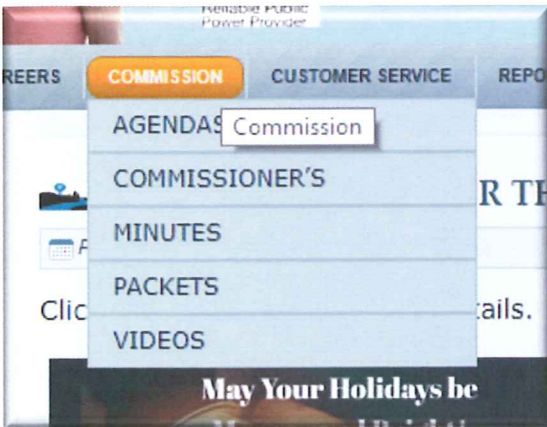 Reliable Public
Power Provider
REERS COMMISSION CUSTOMER SERVICE REPO
AGENDAS Commission
COMMISSIONER'S
R TH
MINUTES
PACKETS
Clic ails.
VIDEOS
May Your Holidays be